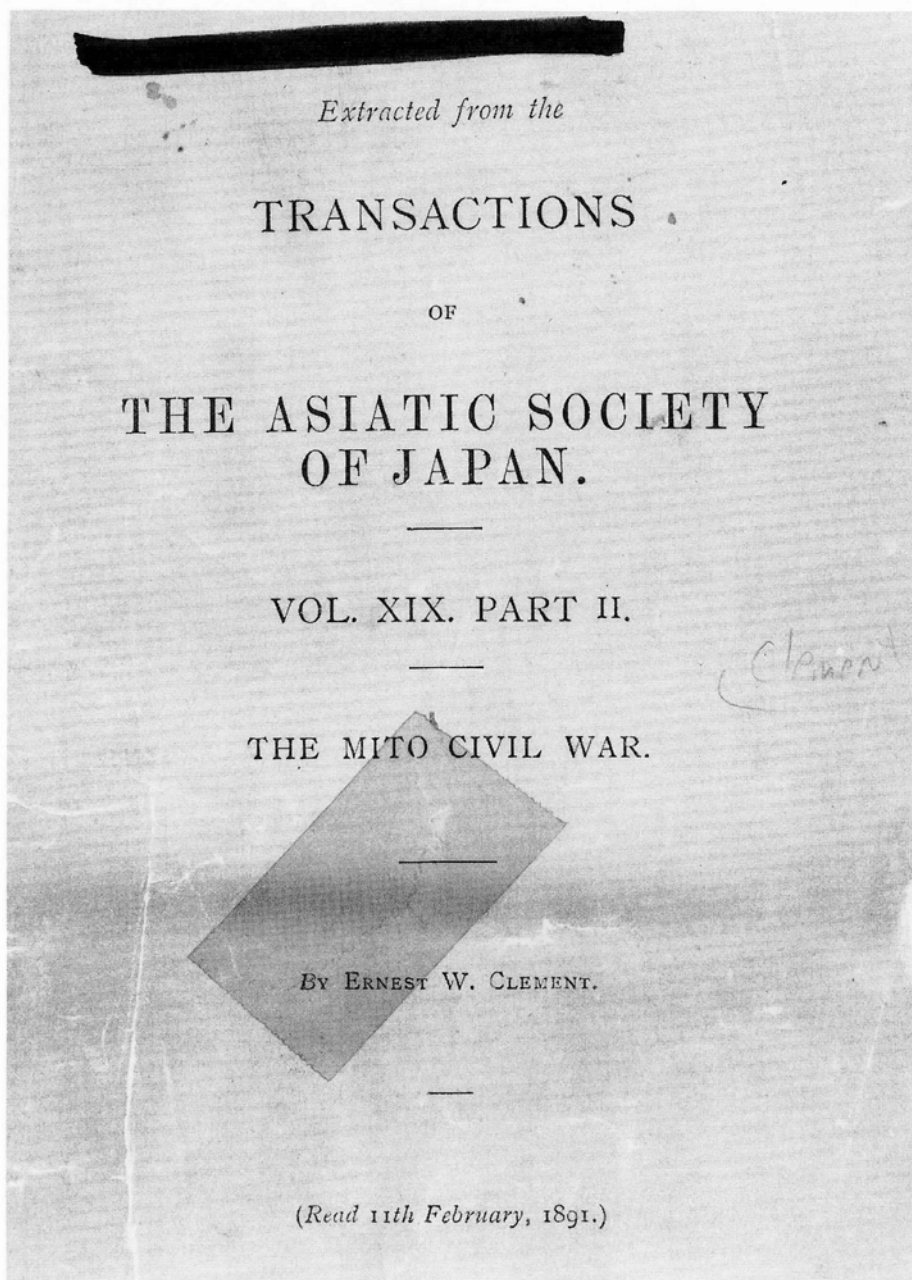 Extracted from the
TRANSACTIONS
OF
THE ASIATIC SOCIETY
OF JAPAN.
VOL. XIX. PART II.
Clement
THE MITO CIVIL WAR.
By Ernest W. Clement.
(Read 11th February, 1891.)